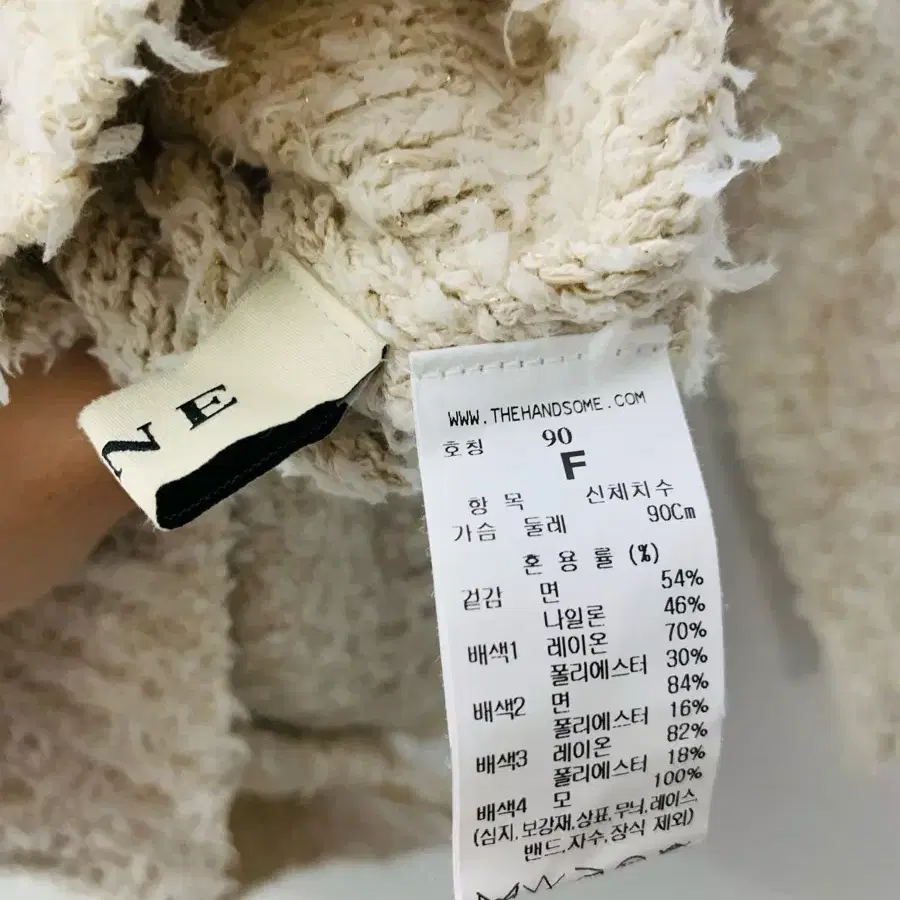 NE
WWW.THEHANDSOME.COM
호칭 90
F
항 목 신체치수
가슴 둘레 90Cm
혼 용 률 (%)
겉감 면 54%
나일론 46%
배색1 레이온 70%
폴리에스터 30%
배색2 면 84%
폴리에스터 16%
배색3 레이온 82%
폴리에스터 18%
배색4 모 100%
(심지,보강재,상표,무늬,레이스
밴드,자수,장식 제외)